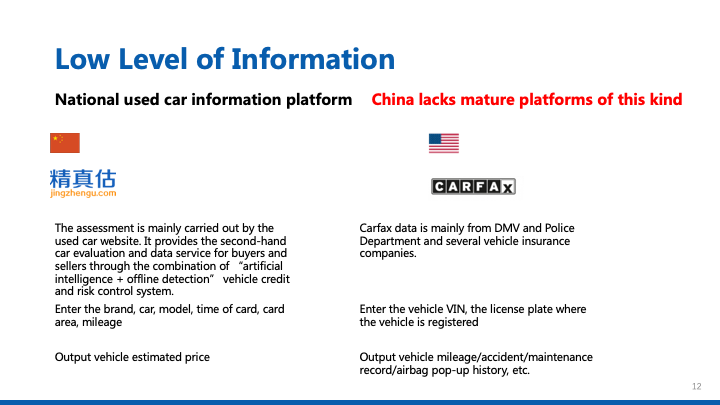 Low Level of Information
National used car information platform China lacks mature platforms of this kind
精真估
jingzhengu.com
CARFAX
The assessment is mainly carried out by the
used car website. It provides the second-hand
car evaluation and data service for buyers and
sellers through the combination of “artificial
intelligence + offline detection” vehicle credit
and risk control system.
Carfax data is mainly from DMV and Police
Department and several vehicle insurance
companies.
Enter the brand, car, model, time of card, card
area, mileage
Enter the vehicle VIN, the license plate where
the vehicle is registered
Output vehicle estimated price
Output vehicle mileage/accident/maintenance
record/airbag pop-up history, etc.
12